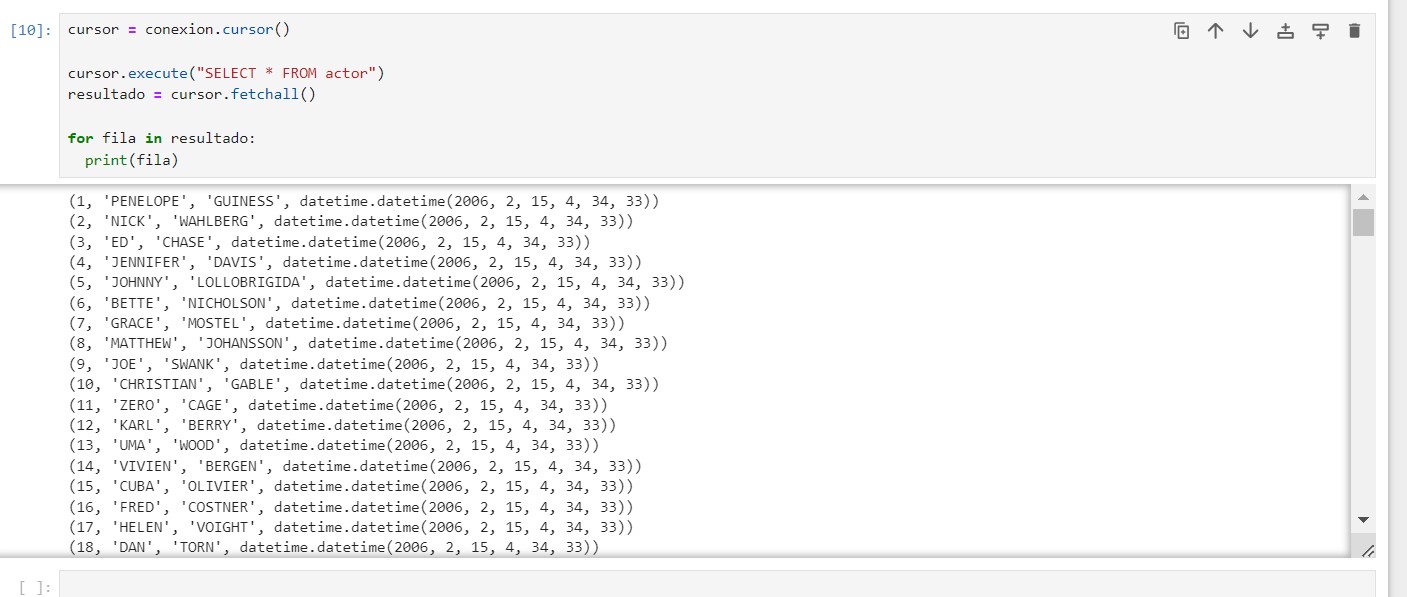 [10]: cursor = conexion.cursor()
cursor.execute("SELECT * FROM actor")
resultado = cursor.fetchall()
for fila in resultado:
print(fila)
(1, 'PENELOPE', 'GUINESS', datetime.datetime(2006, 2, 15, 4, 34, 33))
(2, 'NICK', 'WAHLBERG', datetime.datetime(2006, 2, 15, 4, 34, 33))
(3, 'ED', 'CHASE', datetime.datetime(2006, 2, 15, 4, 34, 33))
(4, 'JENNIFER', 'DAVIS', datetime.datetime(2006, 2, 15, 4, 34, 33))
(5, 'JOHNNY', 'LOLLOBRIGIDA', datetime.datetime(2006, 2, 15, 4, 34, 33))
(6, 'BETTE', 'NICHOLSON', datetime.datetime(2006, 2, 15, 4, 34, 33))
(7, 'GRACE', 'MOSTEL', datetime.datetime(2006, 2, 15, 4, 34, 33))
(8, 'MATTHEW', 'JOHANSSON', datetime.datetime(2006, 2, 15, 4, 34, 33))
(9, 'JOE', 'SWANK', datetime.datetime(2006, 2, 15, 4, 34, 33))
(10, 'CHRISTIAN', 'GABLE', datetime.datetime(2006, 2, 15, 4, 34, 33))
(11, 'ZERO', 'CAGE', datetime.datetime(2006, 2, 15, 4, 34, 33))
(12, 'KARL', 'BERRY', datetime.datetime(2006, 2, 15, 4, 34, 33))
(13, 'UMA', 'WOOD', datetime.datetime(2006, 2, 15, 4, 34, 33))
(14, 'VIVIEN', 'BERGEN', datetime.datetime(2006, 2, 15, 4, 34, 33))
(15, 'CUBA', 'OLIVIER', datetime.datetime(2006, 2, 15, 4, 34, 33))
(16, 'FRED', 'COSTNER', datetime.datetime(2006, 2, 15, 4, 34, 33))
(17, 'HELEN', 'VOIGHT', datetime.datetime(2006, 2, 15, 4, 34, 33))
(18, 'DAN', 'TORN', datetime.datetime(2006, 2, 15, 4, 34, 33))
[ ]: